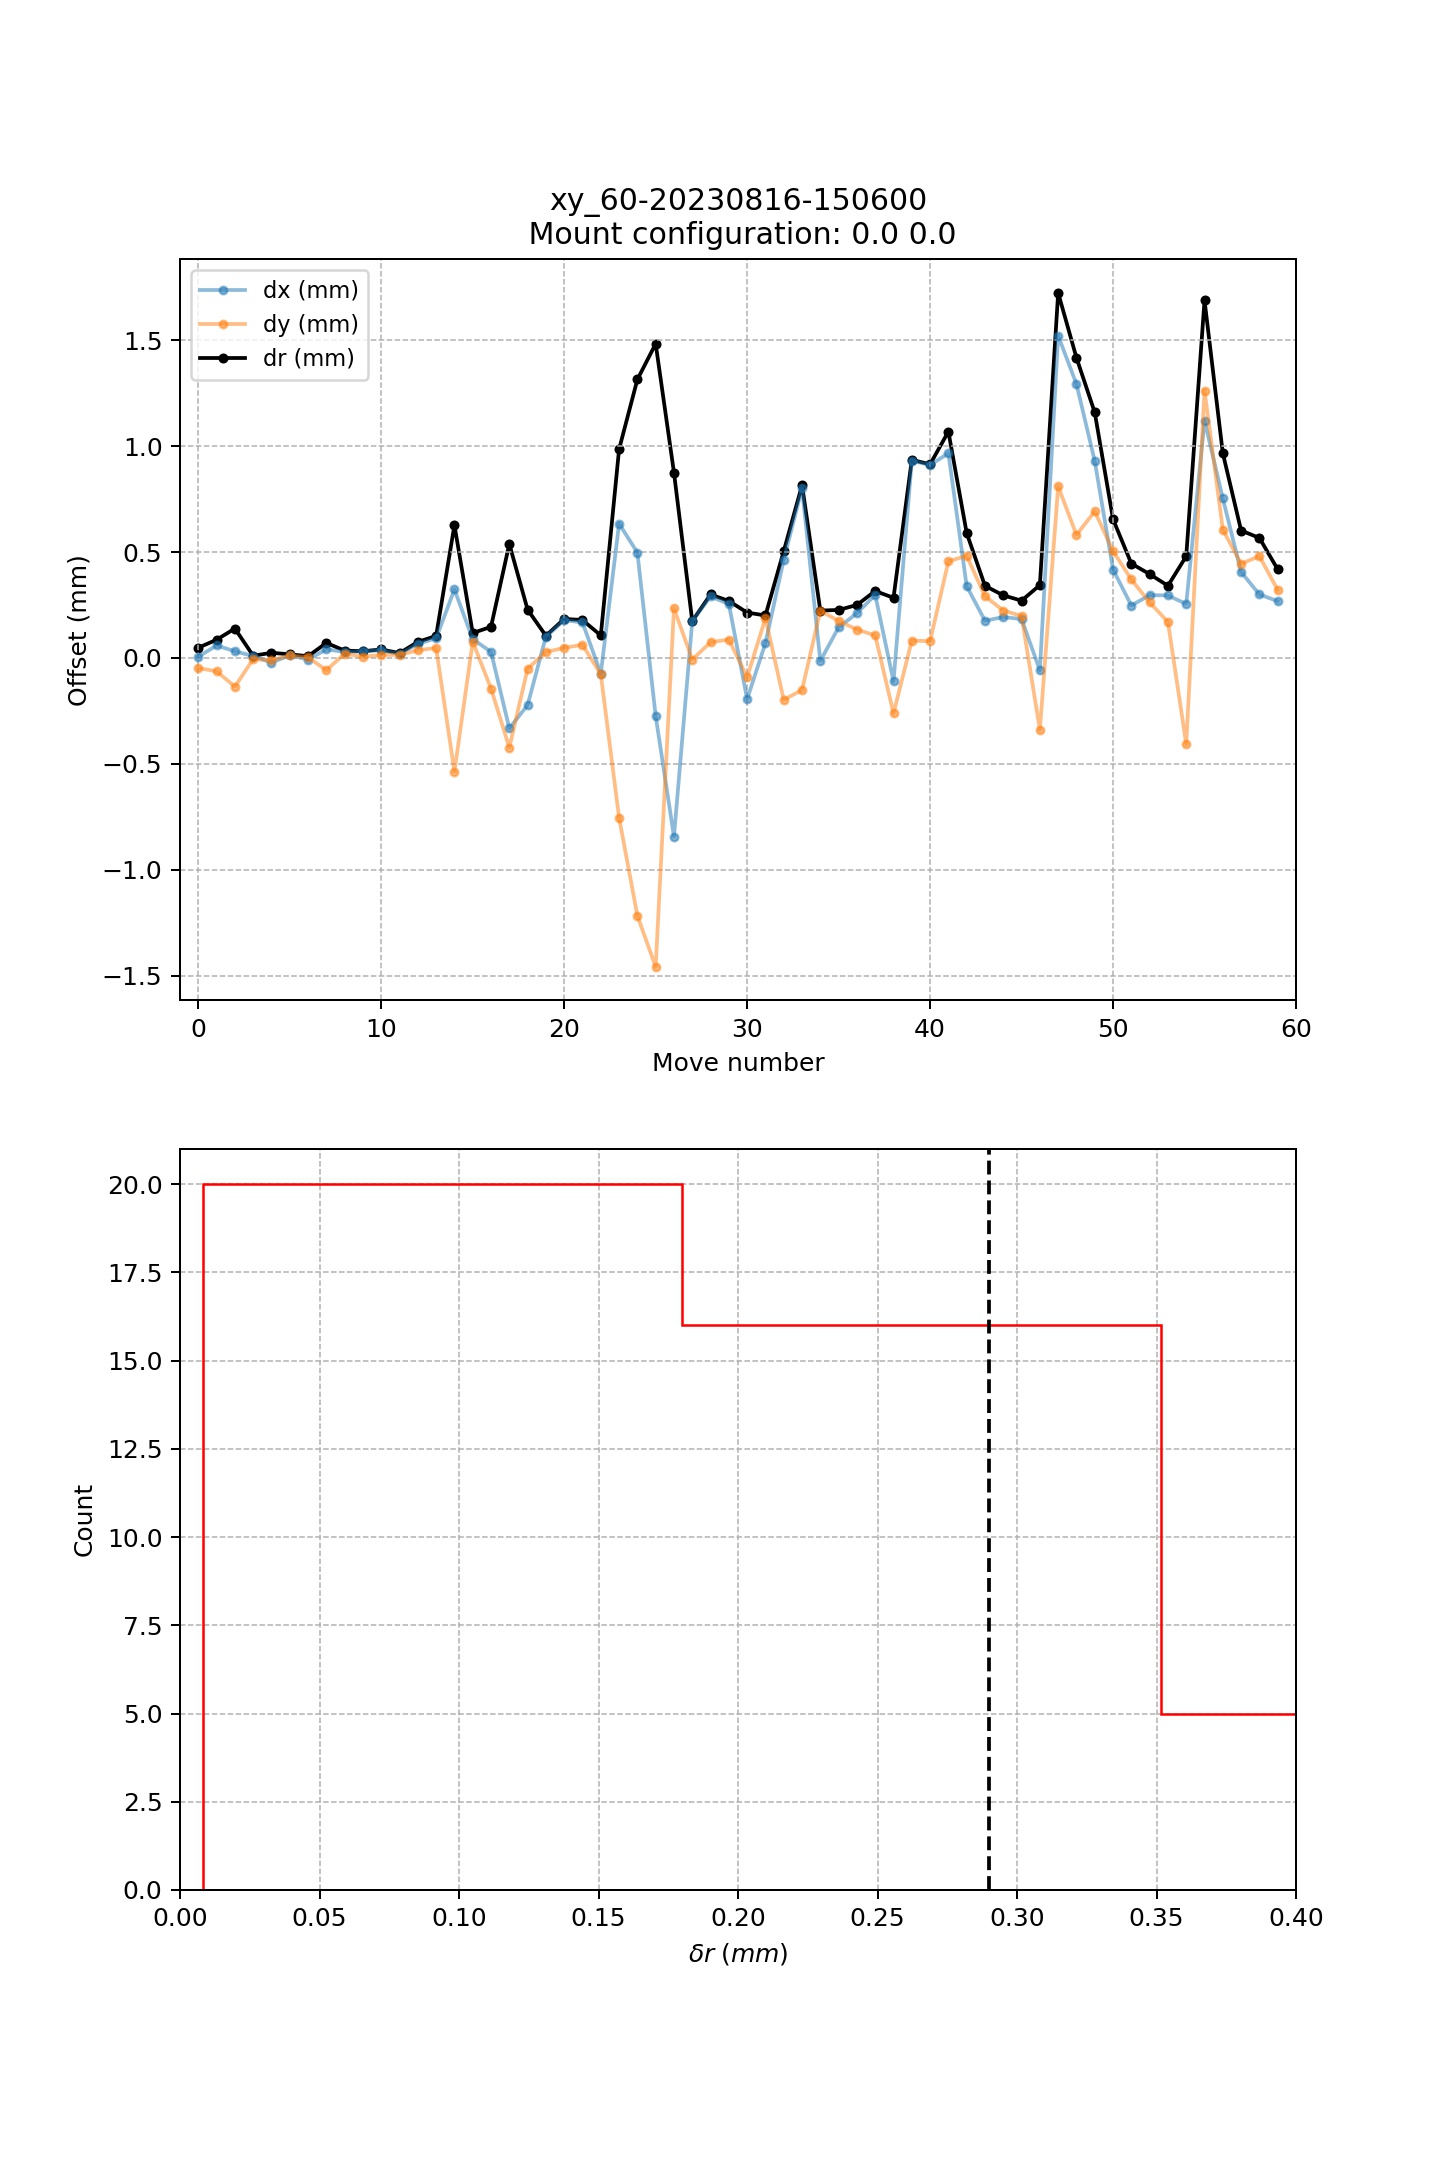 xy_60-20230816-150600
Mount configuration: 0.0 0.0
dx (mm)
dy (mm)
dr (mm)
1.5
1.0
0.5
0.0
−0.5
−1.0
−1.5
Offset (mm)
0 10 20 30 40 50 60
Move number
20.0
17.5
15.0
12.5
10.0
7.5
5.0
2.5
0.0
Count
0.00 0.05 0.10 0.15 0.20 0.25 0.30 0.35 0.40
δr (mm)